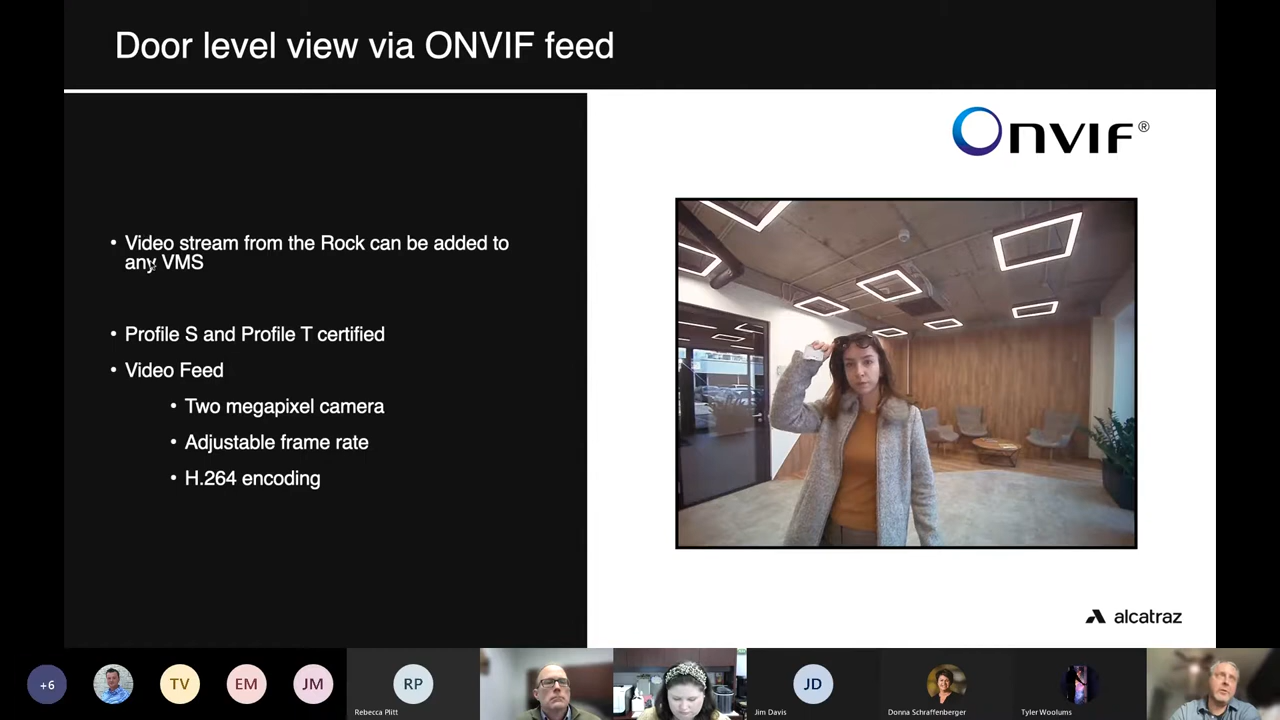 Door level view via ONVIF feed
ONVIF®
• Video stream from the Rock can be added to
any VMS
• Profile S and Profile T certified
• Video Feed
• Two megapixel camera
• Adjustable frame rate
• H.264 encoding
alcatraz
+6
TV
EM
JM
RP
Rebecca Plitt
JD
Jim Davis
Donna Schraffenberger
Tyler Woolums